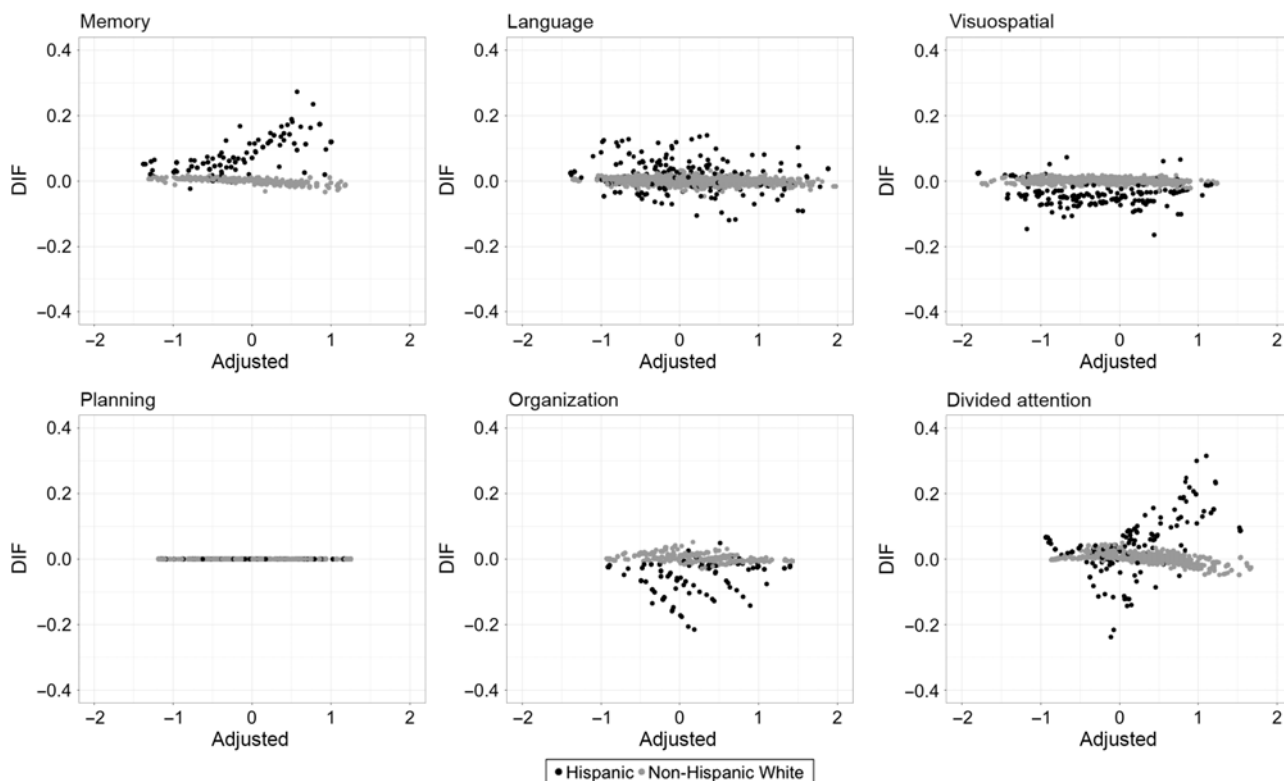 Memory
Language
Visuospatial
0.4
0.2
0.0
−0.2
−0.4
DIF
−2 −1 0 1 2
Adjusted
0.4
0.2
0.0
−0.2
−0.4
DIF
−2 −1 0 1 2
Adjusted
0.4
0.2
0.0
−0.2
−0.4
DIF
−2 −1 0 1 2
Adjusted
Planning
Organization
Divided attention
0.4
0.2
0.0
−0.2
−0.4
DIF
−2 −1 0 1 2
Adjusted
0.4
0.2
0.0
−0.2
−0.4
DIF
−2 −1 0 1 2
Adjusted
0.4
0.2
0.0
−0.2
−0.4
DIF
−2 −1 0 1 2
Adjusted
Hispanic Non-Hispanic White